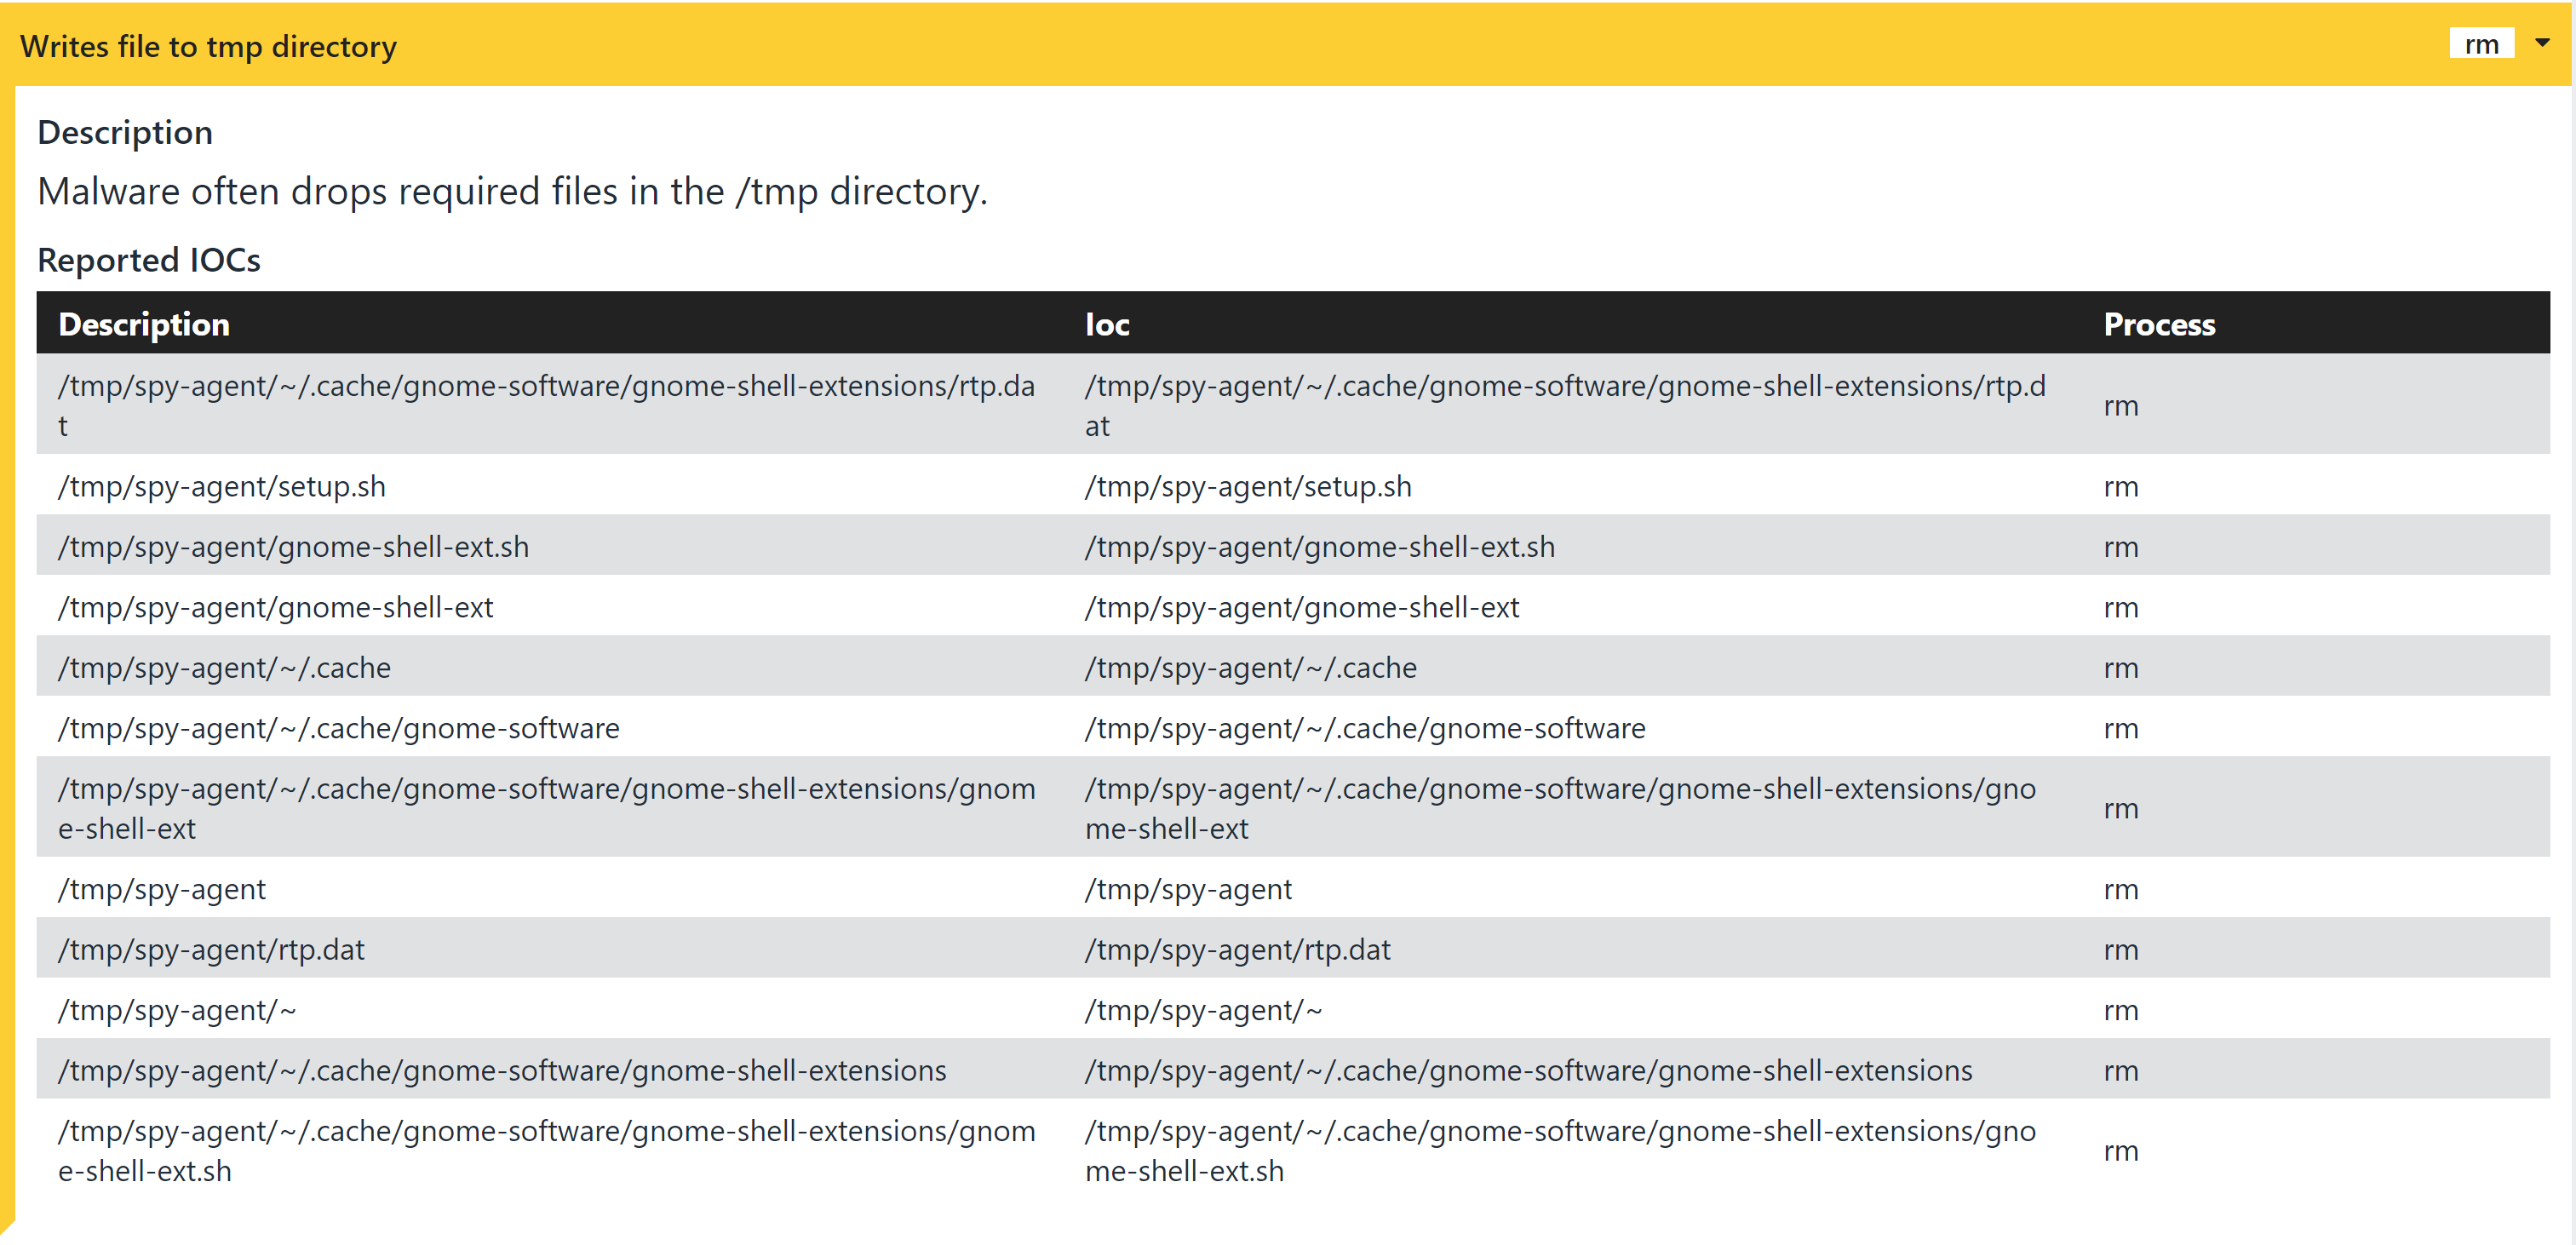 Writes file to tmp directory
rm
Description
Malware often drops required files in the /tmp directory.
Reported IOCs
Description Ioc Process
/tmp/spy-agent/~/.cache/gnome-software/gnome-shell-extensions/rtp.da /tmp/spy-agent/~/.cache/gnome-software/gnome-shell-extensions/rtp.d rm
t at
/tmp/spy-agent/setup.sh /tmp/spy-agent/setup.sh rm
/tmp/spy-agent/gnome-shell-ext.sh /tmp/spy-agent/gnome-shell-ext.sh rm
/tmp/spy-agent/gnome-shell-ext /tmp/spy-agent/gnome-shell-ext rm
/tmp/spy-agent/~/.cache /tmp/spy-agent/~/.cache rm
/tmp/spy-agent/~/.cache/gnome-software /tmp/spy-agent/~/.cache/gnome-software rm
/tmp/spy-agent/~/.cache/gnome-software/gnome-shell-extensions/gnom /tmp/spy-agent/~/.cache/gnome-software/gnome-shell-extensions/gno rm
e-shell-ext me-shell-ext
/tmp/spy-agent /tmp/spy-agent rm
/tmp/spy-agent/rtp.dat /tmp/spy-agent/rtp.dat rm
/tmp/spy-agent/~ /tmp/spy-agent/~ rm
/tmp/spy-agent/~/.cache/gnome-software/gnome-shell-extensions /tmp/spy-agent/~/.cache/gnome-software/gnome-shell-extensions rm
/tmp/spy-agent/~/.cache/gnome-software/gnome-shell-extensions/gnom /tmp/spy-agent/~/.cache/gnome-software/gnome-shell-extensions/gno rm
e-shell-ext.sh me-shell-ext.sh